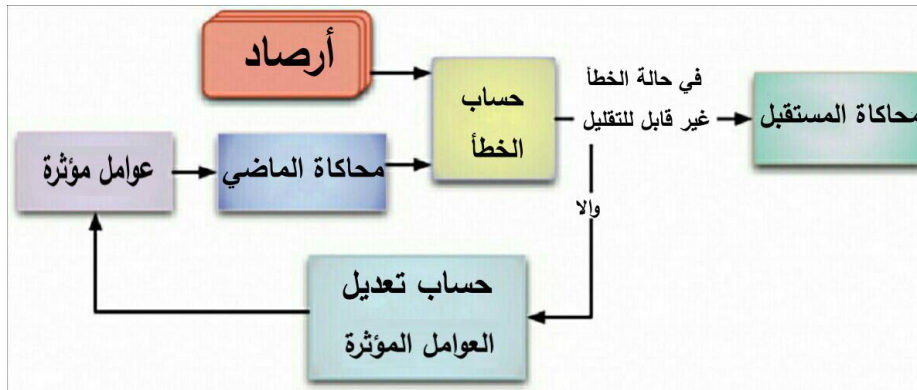 أرصاد
حساب
الخطأ
في حالة الخطأ
غير قابل للتقليل
محاكاة المستقبل
عوامل مؤثرة
محاكاة الماضي
والا
حساب تعديل
العوامل المؤثرة